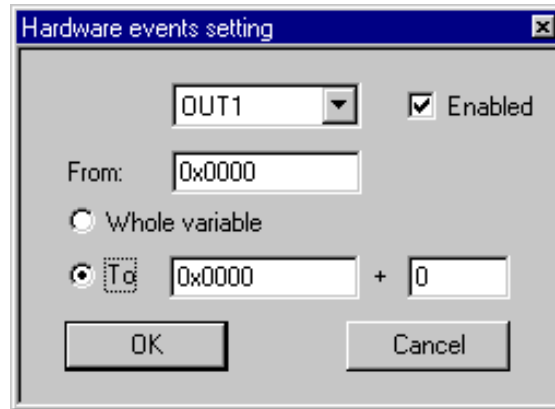 Hardware events setting
OUT1 Enabled
From: 0x0000
Whole variable
To 0x0000 + 0
OK Cancel